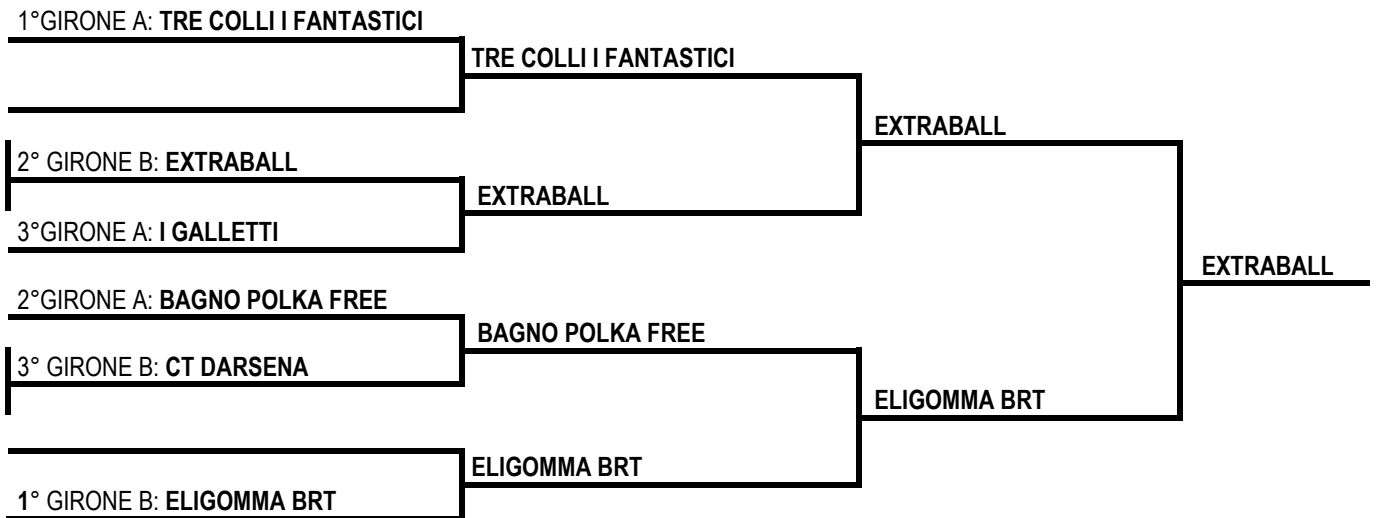 1°GIRONE A: TRE COLLI I FANTASTICI
TRE COLLI I FANTASTICI
EXTRABALL
2° GIRONE B: EXTRABALL
EXTRABALL
3°GIRONE A: I GALLETTI
EXTRABALL
2°GIRONE A: BAGNO POLKA FREE
BAGNO POLKA FREE
3° GIRONE B: CT DARSENA
ELIGOMMA BRT
ELIGOMMA BRT
1° GIRONE B: ELIGOMMA BRT